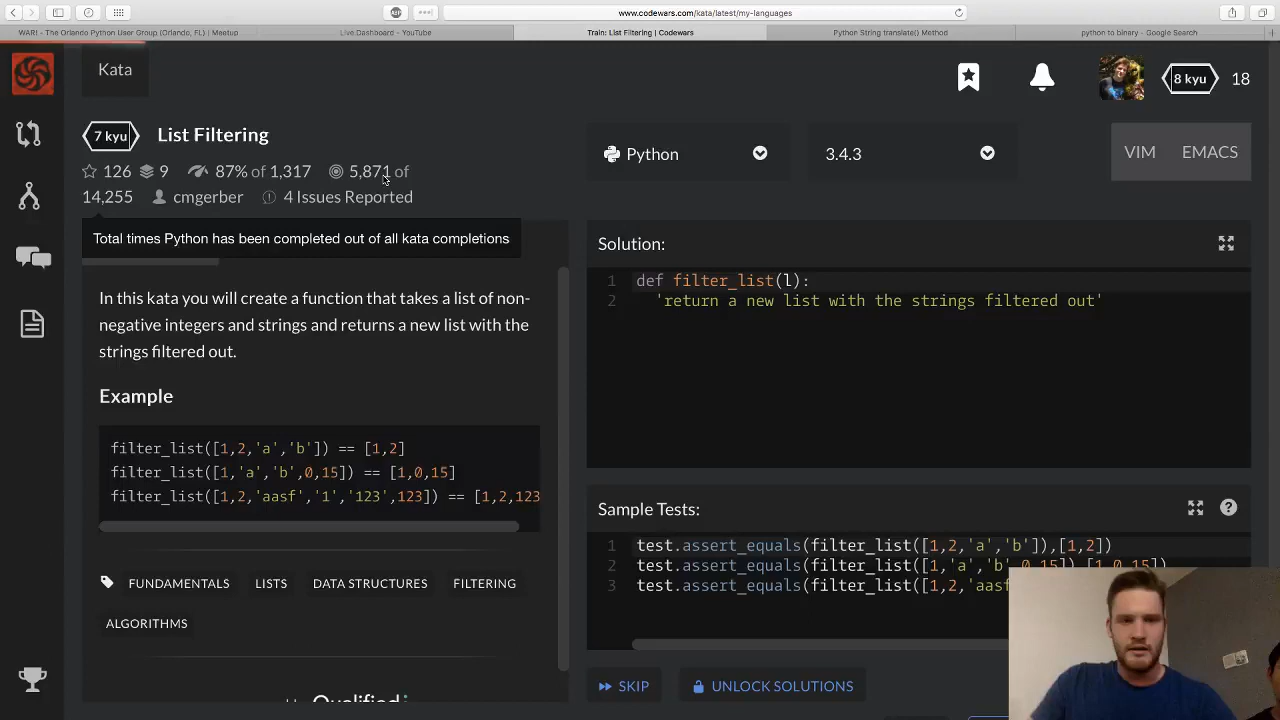 www.codewars.com/kata/latest/my-languages
WAR! - The Orlando Python User Group (Orlando, FL) | Meetup
Live Dashboard - YouTube
Train: List Filtering | Codewars
Python String translate() Method
python to binary - Google Search
Kata
8 kyu
18
7 kyu
List Filtering
126
9
87% of 1,317
5,871 of
14,255
cmgerber
4 Issues Reported
Total times Python has been completed out of all kata completions
In this kata you will create a function that takes a list of non-
negative integers and strings and returns a new list with the
strings filtered out.
Example
filter_list([1,2,'a','b']) == [1,2]
filter_list([1,'a','b',0,15]) == [1,0,15]
filter_list([1,2,'aasf','1','123',123]) == [1,2,123
FUNDAMENTALS
LISTS
DATA STRUCTURES
FILTERING
ALGORITHMS
Qualified
Python
3.4.3
VIM
EMACS
Solution:
1 def filter_list(l):
2 'return a new list with the strings filtered out'
Sample Tests:
?
1 test.assert_equals(filter_list([1,2,'a','b']),[1,2])
2 test.assert_equals(filter_list([1,'a','b',0,15]),[1,0,15])
3 test.assert_equals(filter_list([1,2,'aasf
SKIP
UNLOCK SOLUTIONS